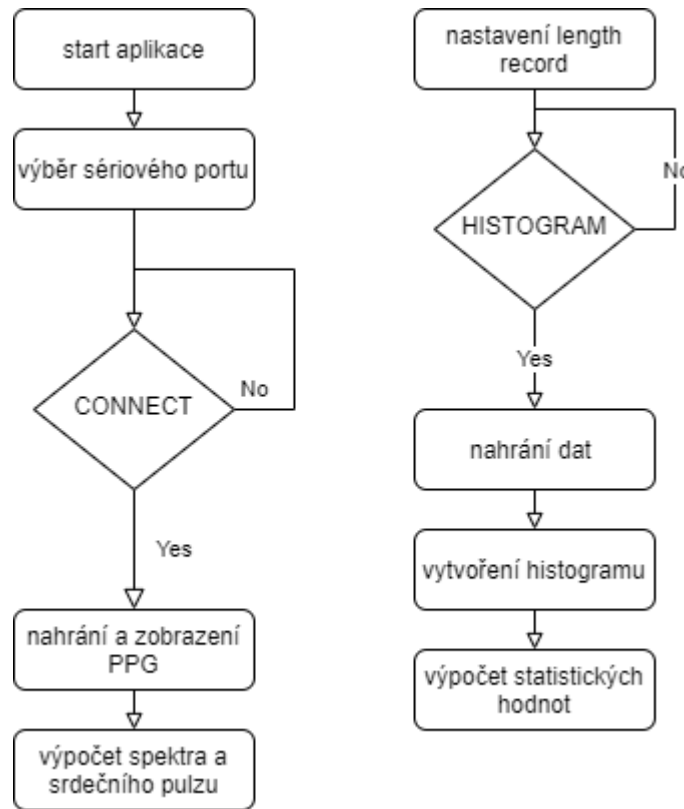 start aplikace
výběr sériového portu
CONNECT
No
Yes
nahrání a zobrazení
PPG
výpočet spektra a
srdečního pulzu
nastavení length
record
HISTOGRAM
No
Yes
nahrání dat
vytvoření histogramu
výpočet statistických
hodnot